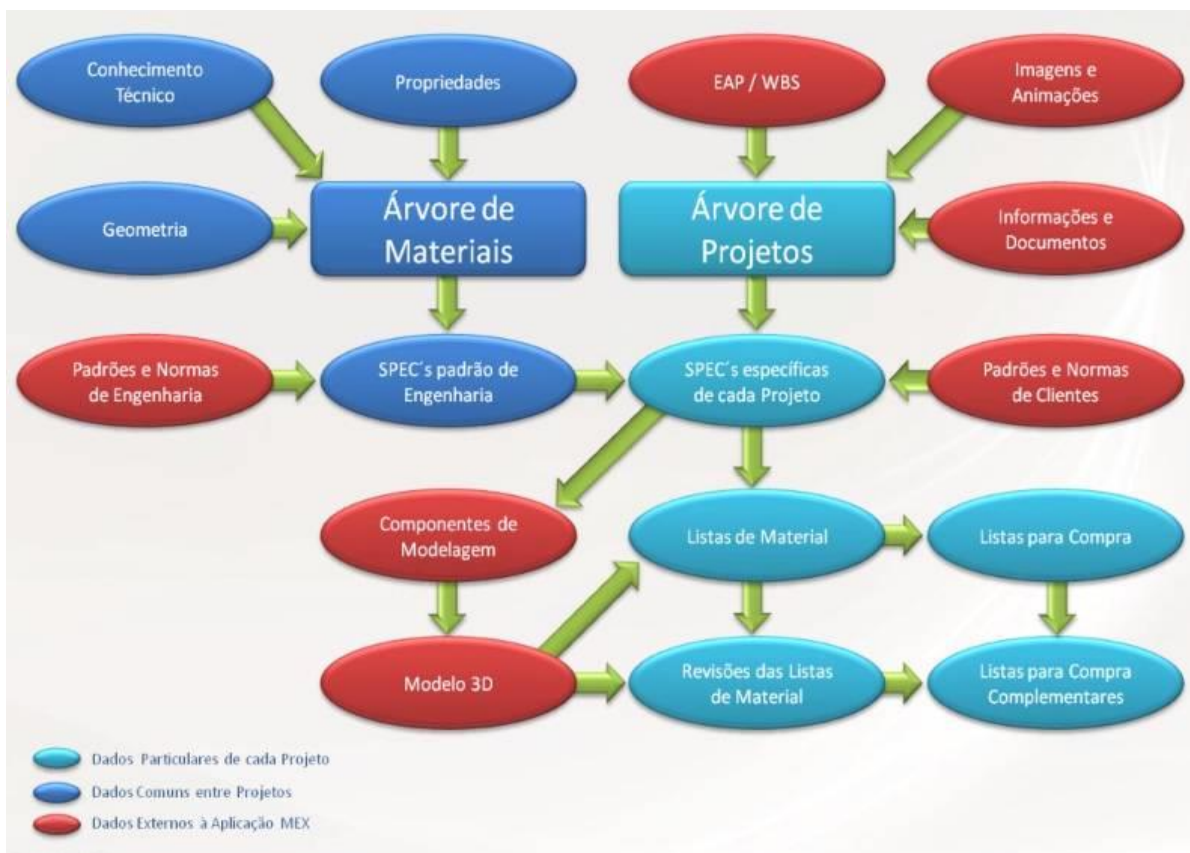 Conhecimento
Técnico
Propriedades
EAP / WBS
Imagens e
Animações
Geometria
Árvore de
Materiais
Árvore de
Projetos
Informações e
Documentos
Padrões e Normas
de Engenharia
SPEC´s padrão de
Engenharia
SPEC´s específicas
de cada Projeto
Padrões e Normas
de Clientes
Componentes de
Modelagem
Listas de Material
Listas para Compra
Modelo 3D
Revisões das Listas
de Material
Listas para Compra
Complementares
Dados Particulares de cada Projeto
Dados Comuns entre Projetos
Dados Externos à Aplicação MEX